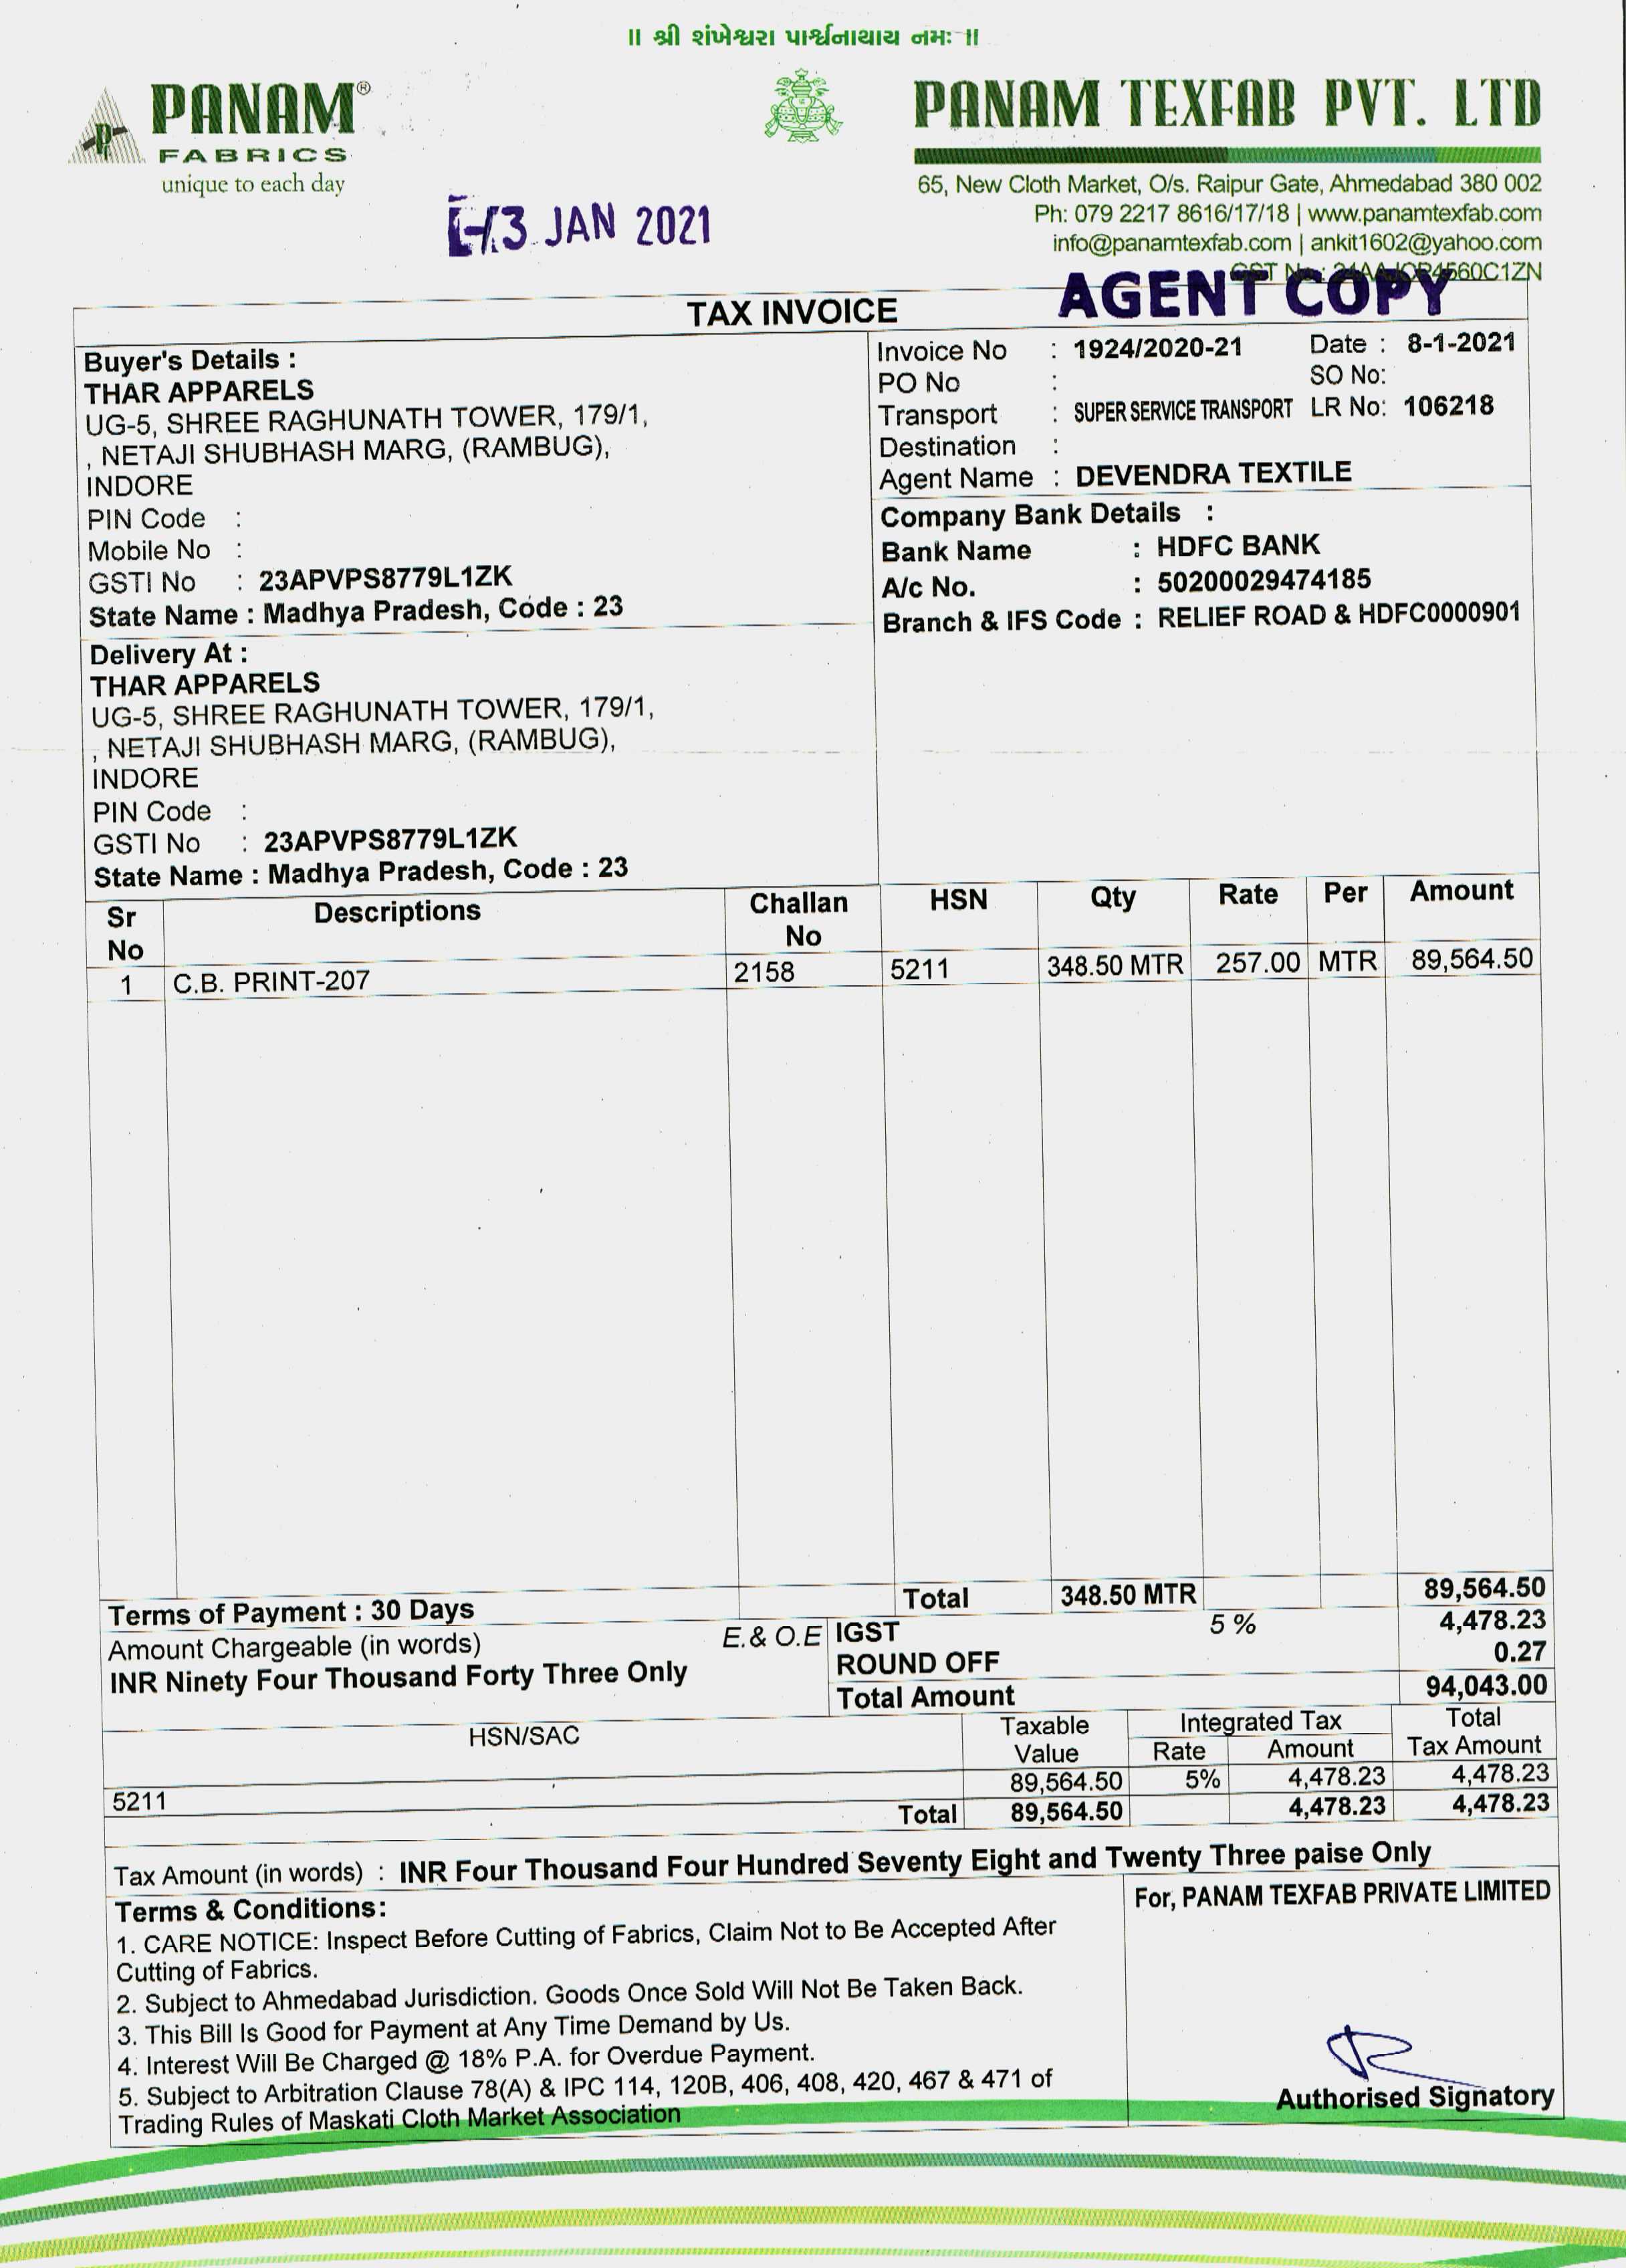 ॥ શ્રી શંખેશ્વરા પાર્શ્વનાથાય નમઃ ॥
PANAM®
FABRICS
unique to each day
PANAM TEXFAB PVT. LTD
65, New Cloth Market, O/s. Raipur Gate, Ahmedabad 380 002
Ph: 079 2217 8616/17/18 | www.panamtexfab.com
info@panamtexfab.com | ankit1602@yahoo.com
3 JAN 2021
GST No.:
AGENT COPY
TAX INVOICE
Buyer's Details :
THAR APPARELS
UG-5, SHREE RAGHUNATH TOWER, 179/1,
, NETAJI SHUBHASH MARG, (RAMBUG),
INDORE
PIN Code :
Mobile No :
GSTI No : 23APVPS8779L1ZK
State Name : Madhya Pradesh, Code : 23
Invoice No : 1924/2020-21 Date : 8-1-2021
PO No : SO No:
Transport : SUPER SERVICE TRANSPORT LR No: 106218
Destination :
Agent Name : DEVENDRA TEXTILE
Company Bank Details :
Bank Name : HDFC BANK
A/c No. : 50200029474185
Branch & IFS Code : RELIEF ROAD & HDFC0000901
Delivery At :
THAR APPARELS
UG-5, SHREE RAGHUNATH TOWER, 179/1,
, NETAJI SHUBHASH MARG, (RAMBUG),
INDORE
PIN Code :
GSTI No : 23APVPS8779L1ZK
State Name : Madhya Pradesh, Code : 23
Sr No Descriptions Challan No HSN Qty Rate Per Amount
1 C.B. PRINT-207 2158 5211 348.50 MTR 257.00 MTR 89,564.50
Total 348.50 MTR 89,564.50
Terms of Payment : 30 Days
Amount Chargeable (in words) E.& O.E
INR Ninety Four Thousand Forty Three Only
IGST 5 % 4,478.23
ROUND OFF 0.27
Total Amount 94,043.00
HSN/SAC Taxable Value Integrated Tax Rate Amount Total Tax Amount
5211 89,564.50 5% 4,478.23 4,478.23
Total 89,564.50 4,478.23 4,478.23
Tax Amount (in words) : INR Four Thousand Four Hundred Seventy Eight and Twenty Three paise Only
Terms & Conditions:
1. CARE NOTICE: Inspect Before Cutting of Fabrics, Claim Not to Be Accepted After
Cutting of Fabrics.
2. Subject to Ahmedabad Jurisdiction. Goods Once Sold Will Not Be Taken Back.
3. This Bill Is Good for Payment at Any Time Demand by Us.
4. Interest Will Be Charged @ 18% P.A. for Overdue Payment.
5. Subject to Arbitration Clause 78(A) & IPC 114, 120B, 406, 408, 420, 467 & 471 of
Trading Rules of Maskati Cloth Market Association
For, PANAM TEXFAB PRIVATE LIMITED
Authorised Signatory